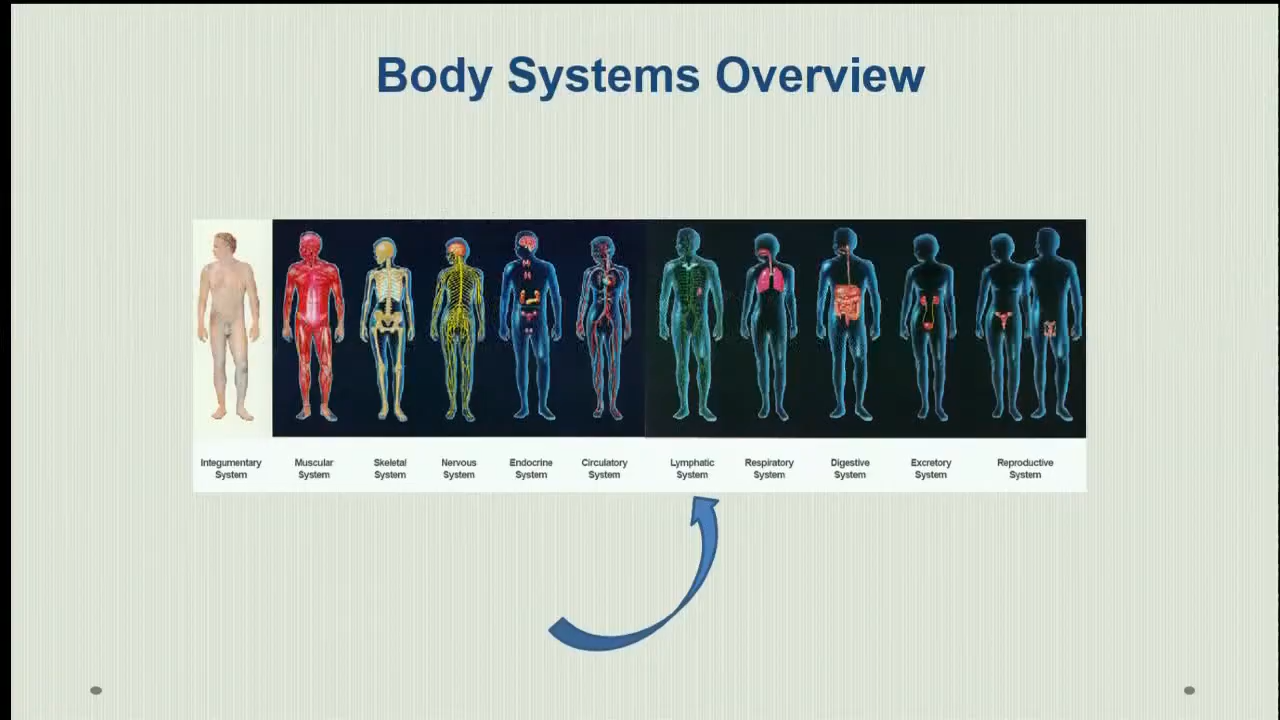 Body Systems Overview
Integumentary System
Muscular System
Skeletal System
Nervous System
Endocrine System
Circulatory System
Lymphatic System
Respiratory System
Digestive System
Excretory System
Reproductive System